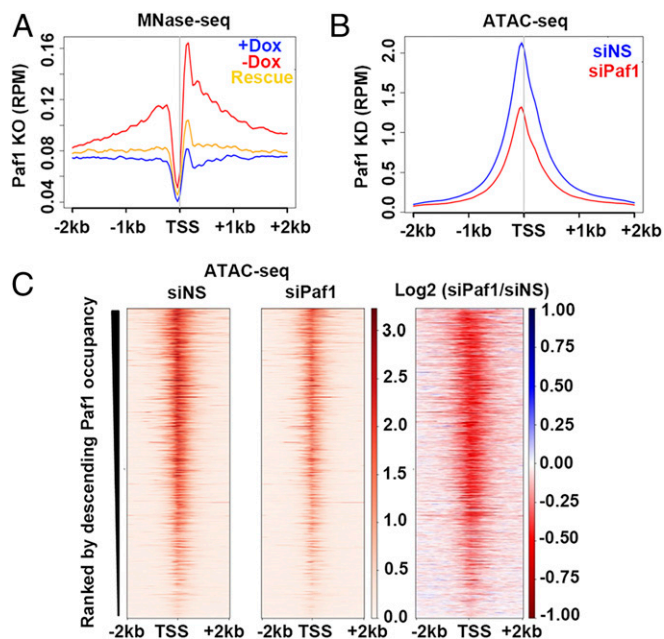 A
MNase-seq
Paf1 KO (RPM)
0.16
0.12
0.08
0.04
+Dox
-Dox
Rescue
-2kb -1kb TSS +1kb +2kb
B
ATAC-seq
Paf1 KD (RPM)
2.0
1.5
1.0
0.5
0.0
siNS
siPaf1
-2kb -1kb TSS +1kb +2kb
C
ATAC-seq
siNS siPaf1 Log2 (siPaf1/siNS)
Ranked by descending Paf1 occupancy
3.0
2.5
2.0
1.5
1.0
0.5
0.0
1.00
0.75
0.50
0.25
0.00
-0.25
-0.50
-0.75
-1.00
-2kb TSS +2kb -2kb TSS +2kb -2kb TSS +2kb